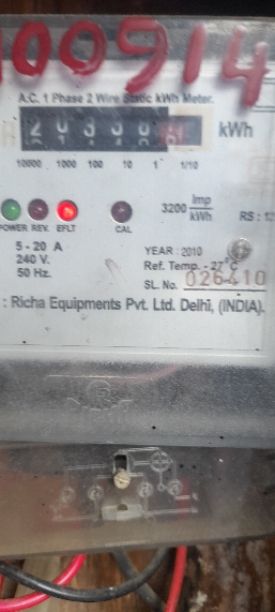 100914
A.C. 1 Phase 2 Wire Static kWh Meter.
kWh
10000 1000 100 10 1 1/10
3200 Imp/kWh
POWER REV. EFLT CAL
RS : 1
5 - 20 A
240 V.
50 Hz.
YEAR : 2010
Ref. Temp. - 27°C
SL. No. 026410
: Richa Equipments Pvt. Ltd. Delhi, (INDIA).